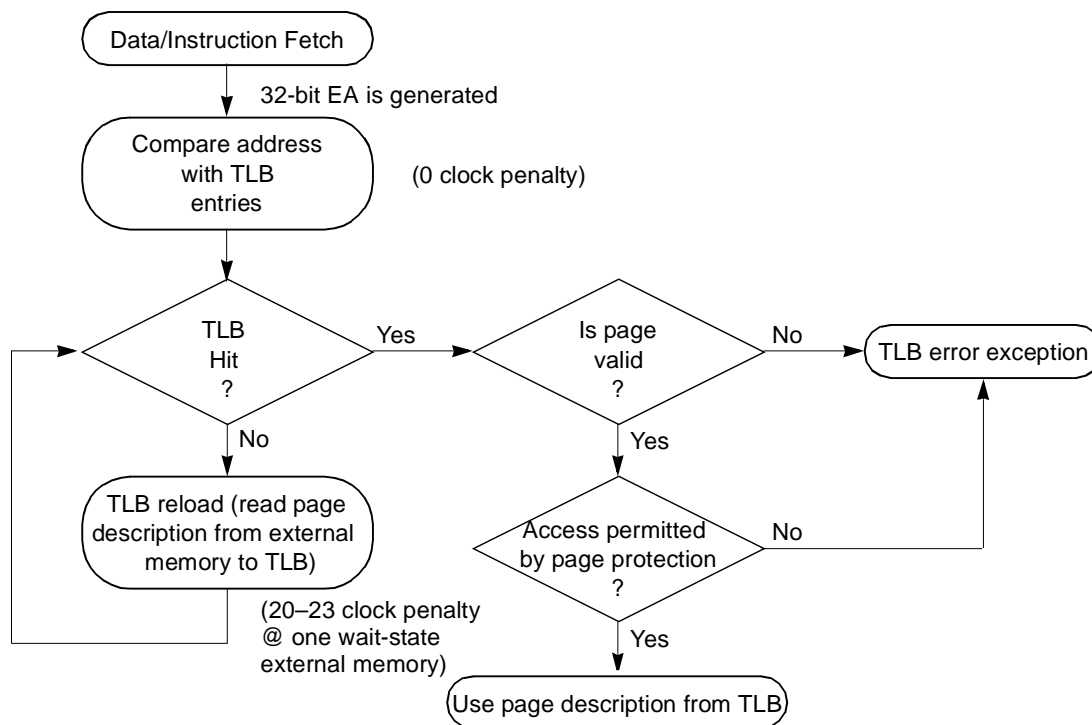 Data/Instruction Fetch
32-bit EA is generated
Compare address
with TLB
entries
(0 clock penalty)
TLB
Hit
?
Yes
Is page
valid
?
No
TLB error exception
No
Yes
TLB reload (read page
description from external
memory to TLB)
Access permitted
by page protection
?
No
(20–23 clock penalty
@ one wait-state
external memory)
Yes
Use page description from TLB